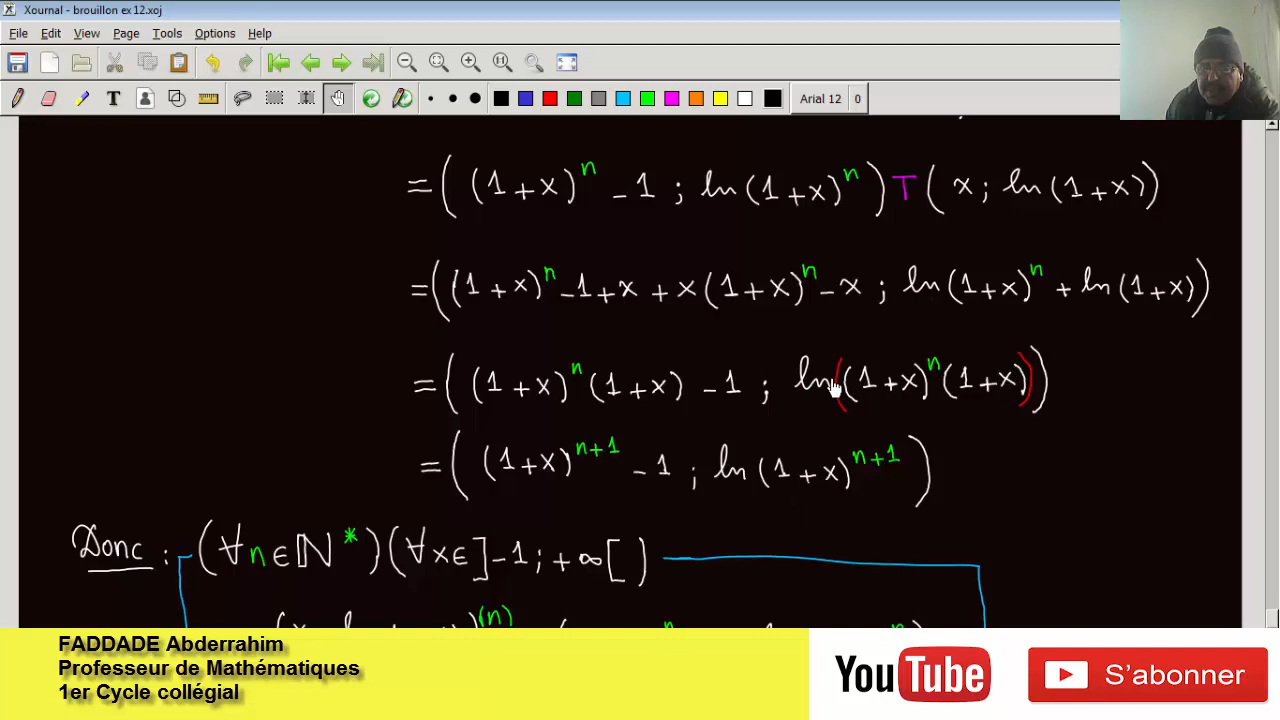 Xournal - brouillon ex12.xoj
File Edit View Page Tools Options Help
Arial 12 0
=((1+x)^n -1 ; ln(1+x)^n) T (x ; ln(1+x))
=((1+x)^n -1+x+x(1+x)^n -x ; ln(1+x)^n + ln(1+x))
=((1+x)^n (1+x) -1 ; ln((1+x)^n (1+x)))
=((1+x)^{n+1} -1 ; ln(1+x)^{n+1})
Donc : (∀n∈ℕ*)(∀x∈]-1;+∞[)
FADDADE Abderrahim
Professeur de Mathématiques
1er Cycle collégial
YouTube
S'abonner